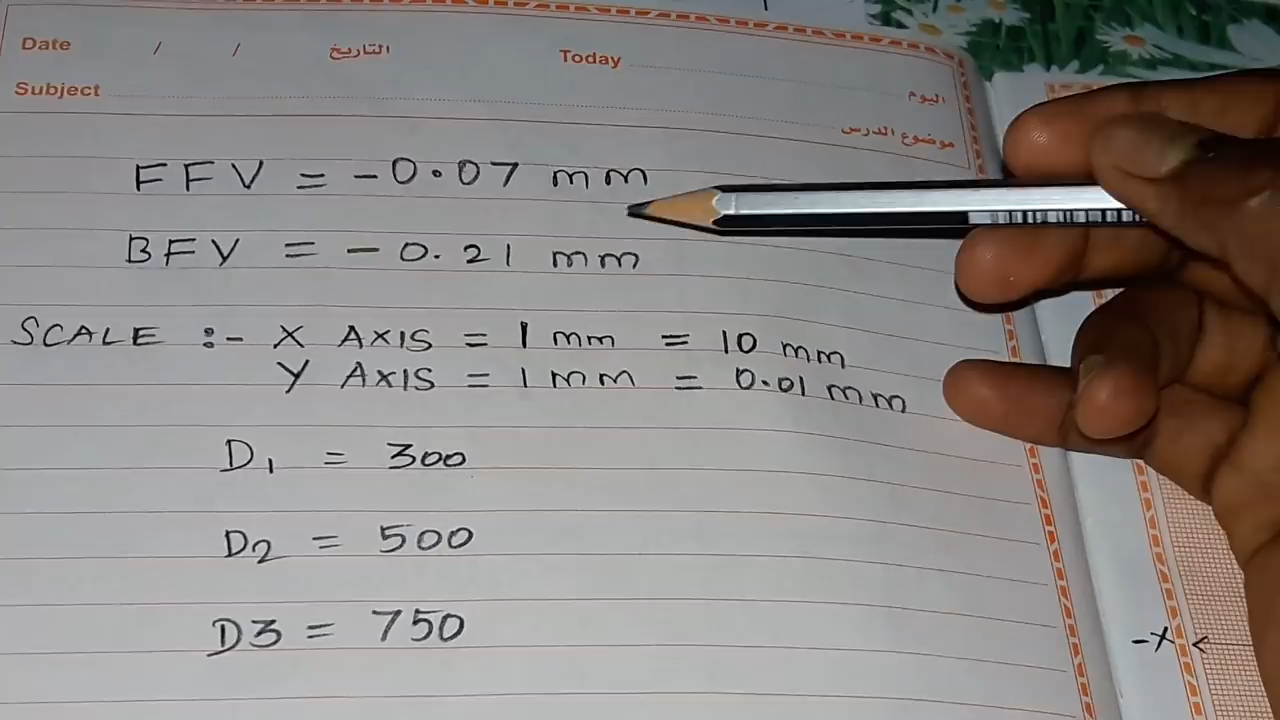 Date / / التاريخ Today اليوم
Subject موضوع الدرس
FFV = -0.07 mm
BFV = -0.21 mm
SCALE :- X AXIS = 1 mm = 10 mm
Y AXIS = 1 mm = 0.01 mm
D1 = 300
D2 = 500
D3 = 750
-X <